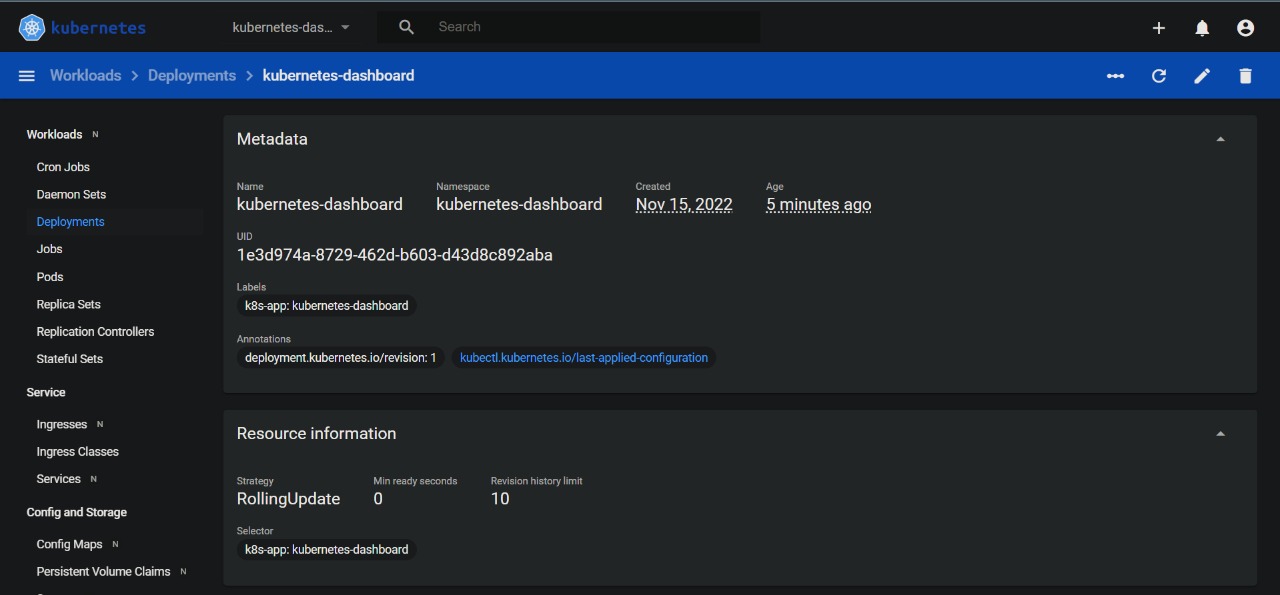 kubernetes
kubernetes-das...
Search
Workloads > Deployments > kubernetes-dashboard
Workloads N
Cron Jobs
Daemon Sets
Deployments
Jobs
Pods
Replica Sets
Replication Controllers
Stateful Sets
Service
Ingresses N
Ingress Classes
Services N
Config and Storage
Config Maps N
Persistent Volume Claims N
Metadata
Name Namespace Created Age
kubernetes-dashboard kubernetes-dashboard Nov 15, 2022 5 minutes ago
UID
1e3d974a-8729-462d-b603-d43d8c892aba
Labels
k8s-app: kubernetes-dashboard
Annotations
deployment.kubernetes.io/revision: 1 kubectl.kubernetes.io/last-applied-configuration
Resource information
Strategy Min ready seconds Revision history limit
RollingUpdate 0 10
Selector
k8s-app: kubernetes-dashboard